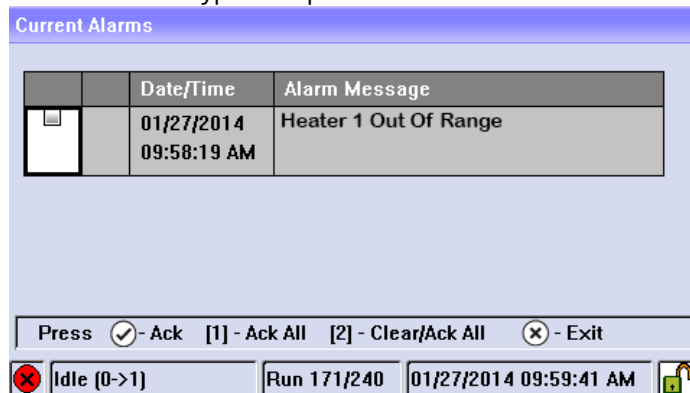 Current Alarms
Date/Time Alarm Message
01/27/2014 Heater 1 Out Of Range
09:58:19 AM
Press - Ack [1] - Ack All [2] - Clear/Ack All - Exit
Idle (0->1) Run 171/240 01/27/2014 09:59:41 AM